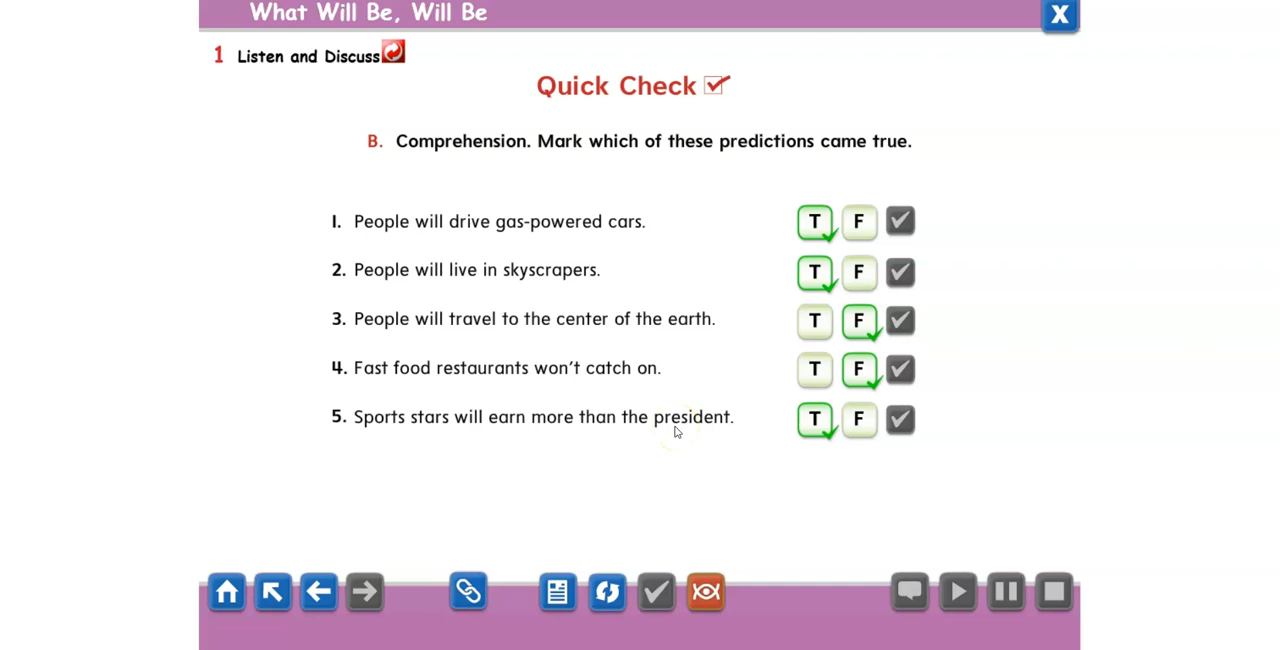 What Will Be, Will Be
X
1 Listen and Discuss
Quick Check
B. Comprehension. Mark which of these predictions came true.
1. People will drive gas-powered cars. T F
2. People will live in skyscrapers. T F
3. People will travel to the center of the earth. T F
4. Fast food restaurants won't catch on. T F
5. Sports stars will earn more than the president. T F